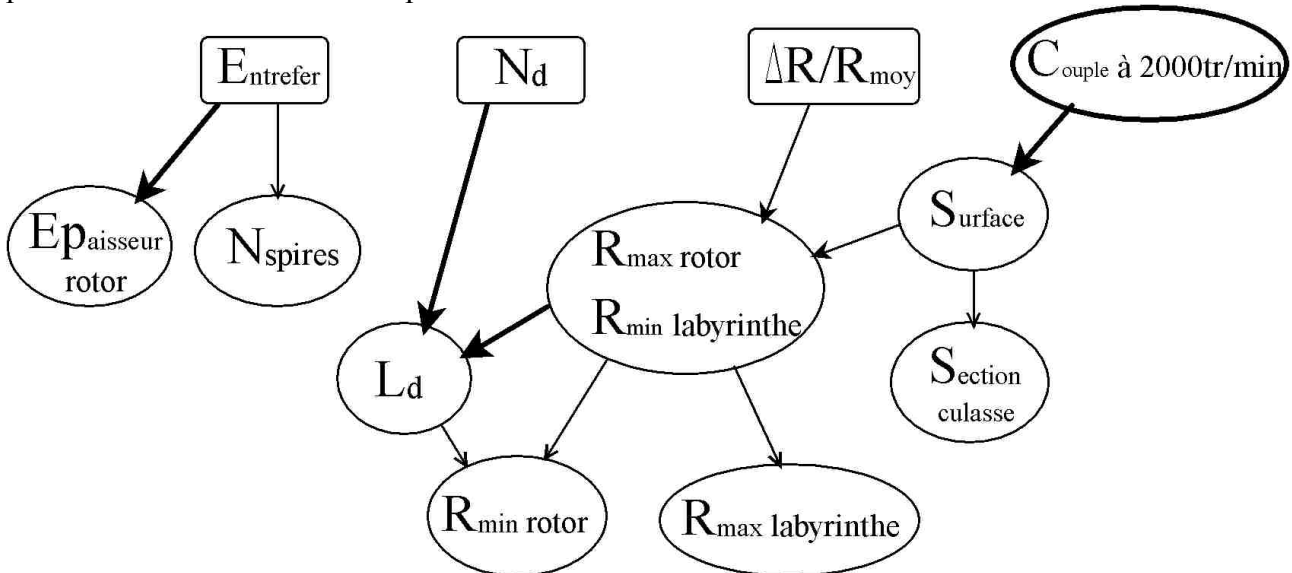 Entrefer
Nd
ΔR/Rmoy
Couple à 2000tr/min
Epaisseur
rotor
Nspires
Rmax rotor
Rmin labyrinthe
Surface
Ld
Section
culasse
Rmin rotor
Rmax labyrinthe